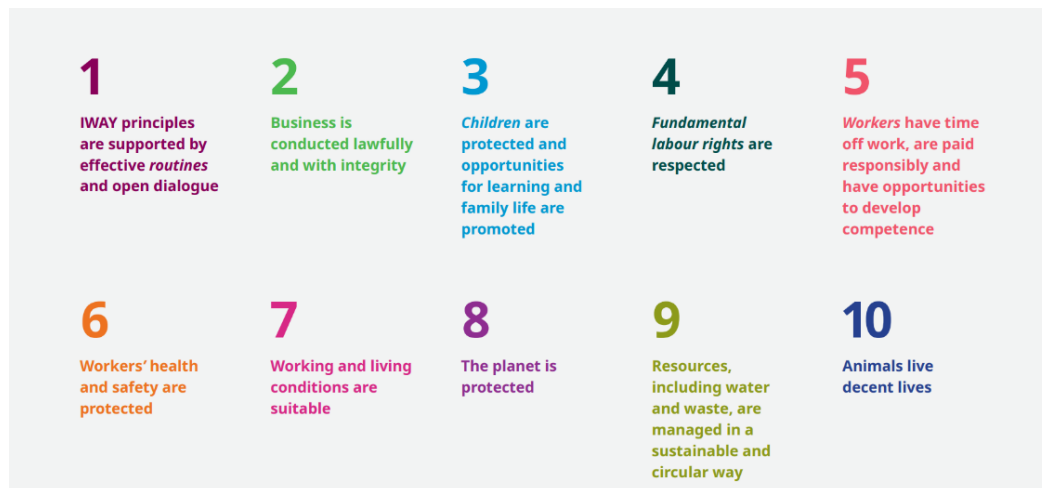 1
IWAY principles
are supported by
effective routines
and open dialogue
2
Business is
conducted lawfully
and with integrity
3
Children are
protected and
opportunities
for learning and
family life are
promoted
4
Fundamental
labour rights are
respected
5
Workers have time
off work, are paid
responsibly and
have opportunities
to develop
competence
6
Workers’ health
and safety are
protected
7
Working and living
conditions are
suitable
8
The planet is
protected
9
Resources,
including water
and waste, are
managed in a
sustainable and
circular way
10
Animals live
decent lives